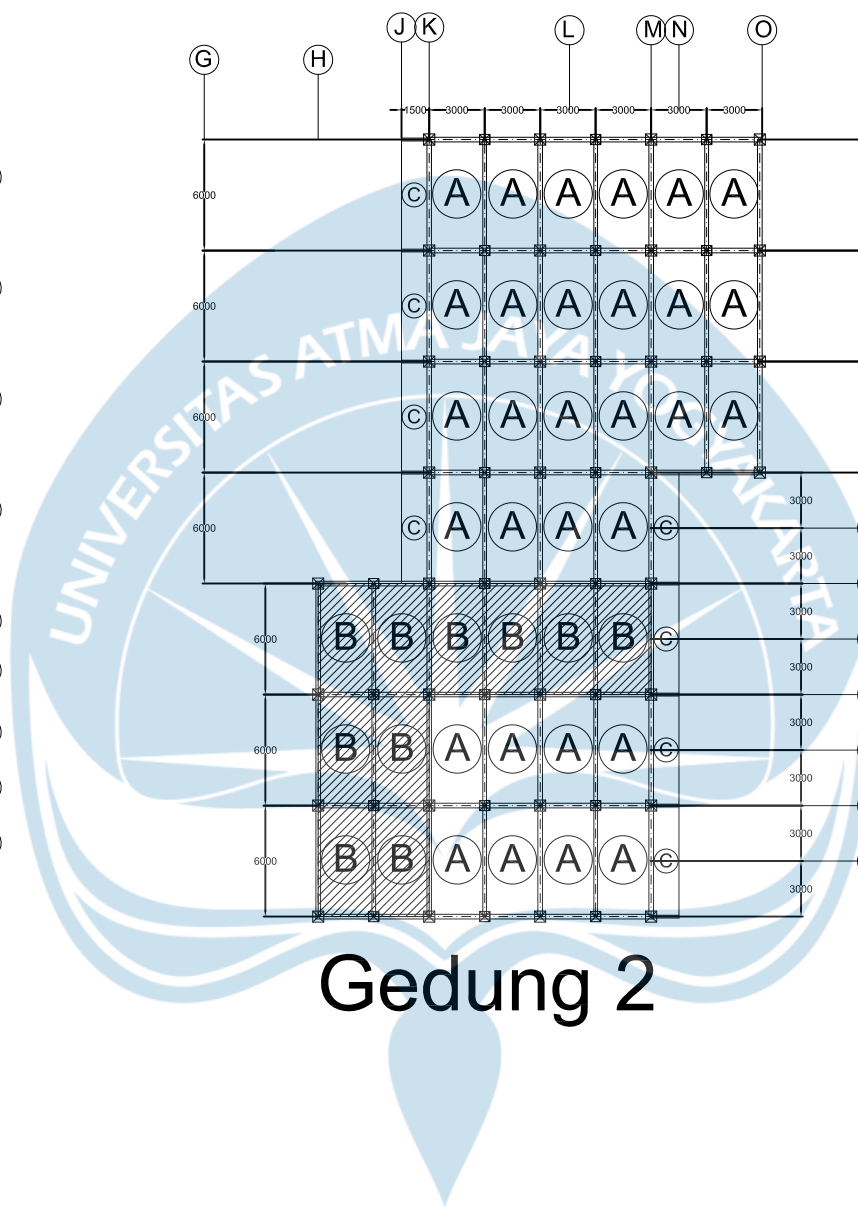 J K L M N O
G H
1500 3000 3000 3000 3000 3000 3000
6000 C A A A A A A
6000 C A A A A A A
UNIVERSITAS ATMA JAYA YOGYAKARTA
6000 C A A A A A A
3000
6000 C A A A A C
3000
3000
6000 B B B B B B C
3000
3000
6000 B B A A A A C
3000
3000
6000 B B A A A A C
3000
Gedung 2